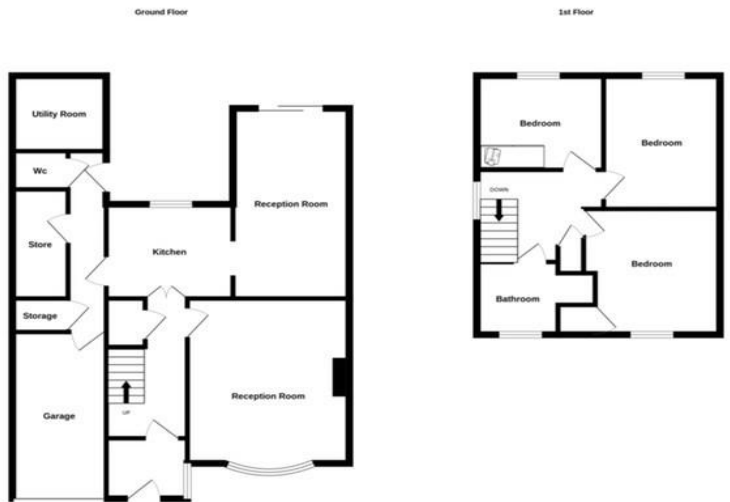 Ground Floor
Utility Room
Wc
Store
Storage
Garage
Kitchen
Reception Room
Reception Room
UP
1st Floor
Bedroom
Bedroom
DOWN
Bedroom
Bathroom